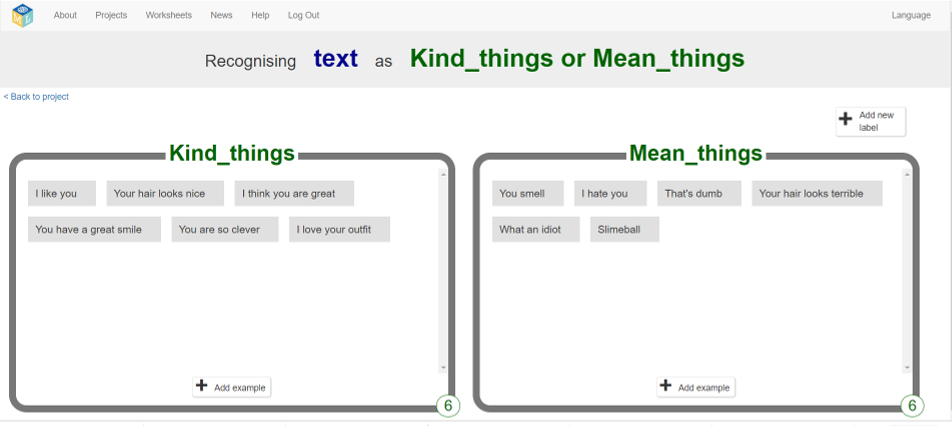 About Projects Worksheets News Help Log Out Language
Recognising text as Kind_things or Mean_things
< Back to project
Add new
label
Kind_things
I like you Your hair looks nice I think you are great
You have a great smile You are so clever I love your outfit
Add example
6
Mean_things
You smell I hate you That's dumb Your hair looks terrible
What an idiot Slimeball
Add example
6